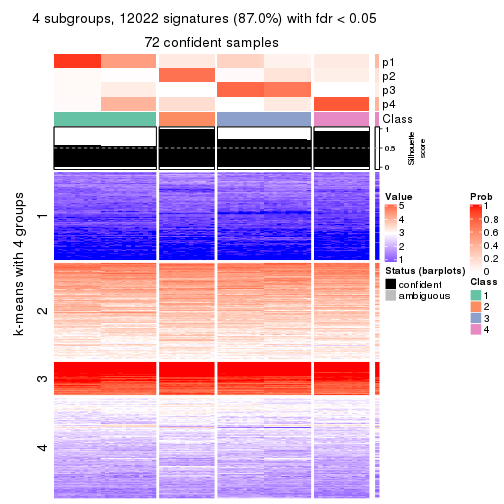 4 subgroups, 12022 signatures (87.0%) with fdr < 0.05
72 confident samples
p1
p2
p3
p4
Class
1
0.5
0
Silhouette
score
k-means with 4 groups
1
2
3
4
Value
5
4
3
2
1
Status (barplots)
confident
ambiguous
Prob
1
0.8
0.6
0.4
0.2
0
Class
1
2
3
4